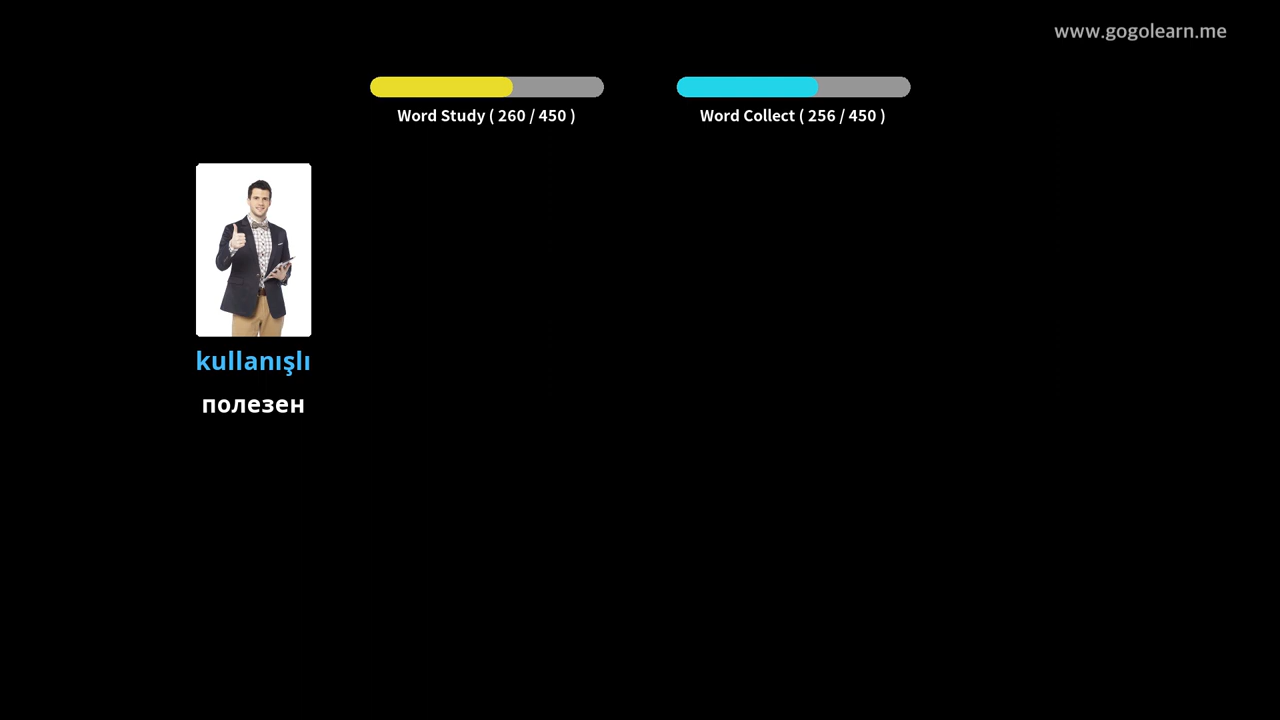 www.gogolearn.me
Word Study ( 260 / 450 )
Word Collect ( 256 / 450 )
kullanışlı
полезен